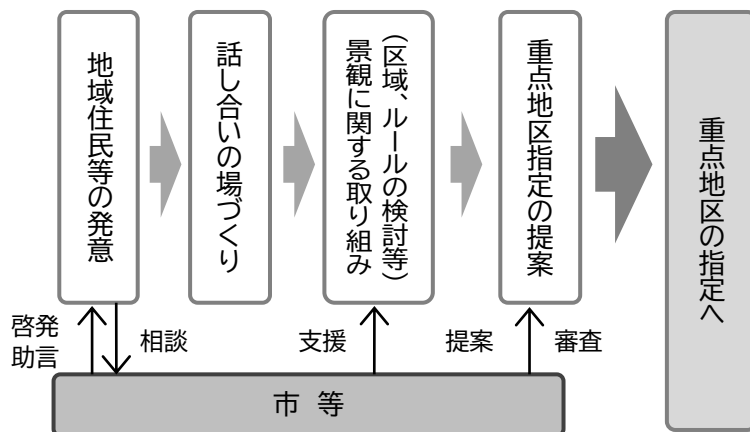 地域住民等の発意
話し合いの場づくり
景観に関する取り組み
（区域、ルールの検討等）
重点地区指定の提案
重点地区の指定へ
啓発
助言
相談
支援
提案
審査
市 等